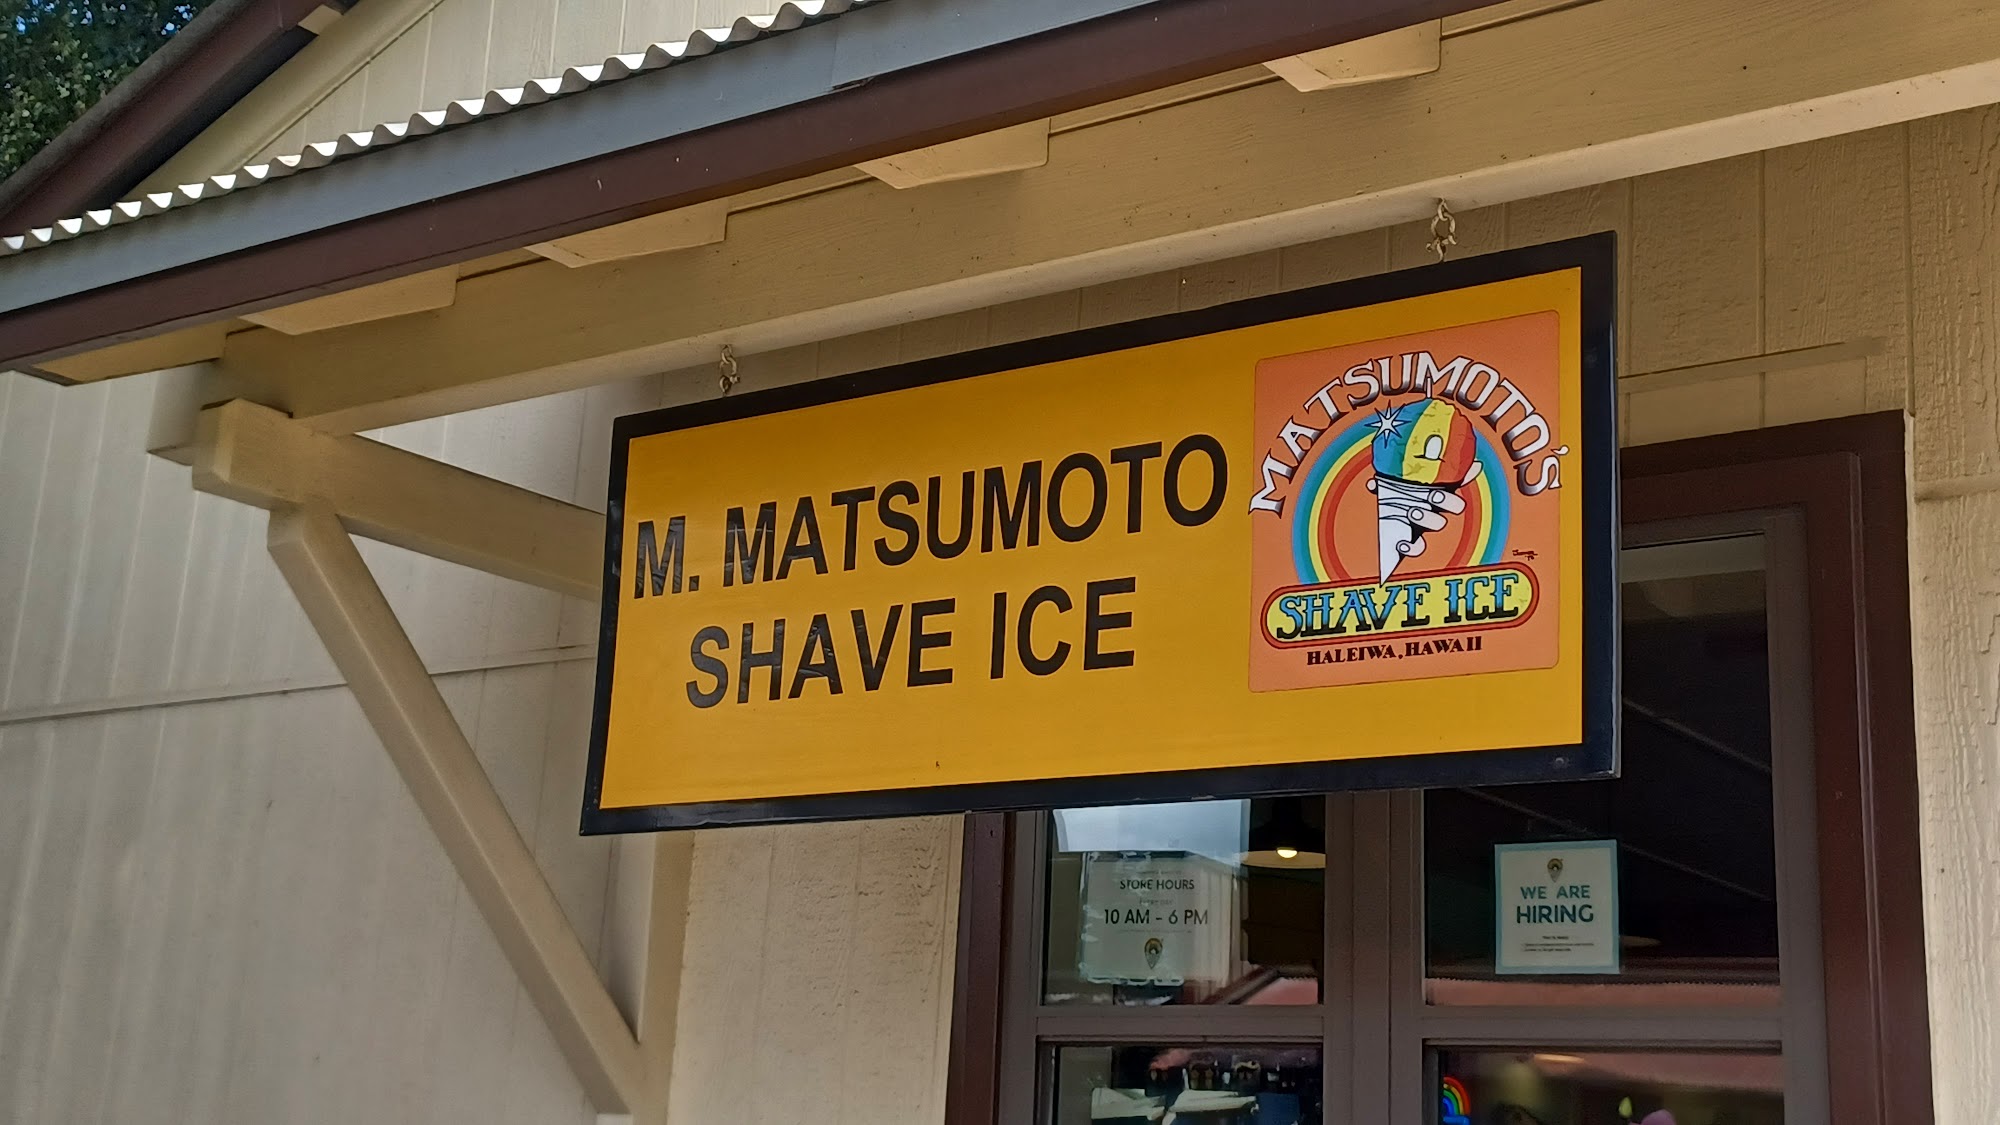 M. MATSUMOTO
SHAVE ICE
MATSUMOTO'S
SHAVE ICE
HALEIWA, HAWAII
STORE HOURS
10 AM - 6 PM
WE ARE
HIRING